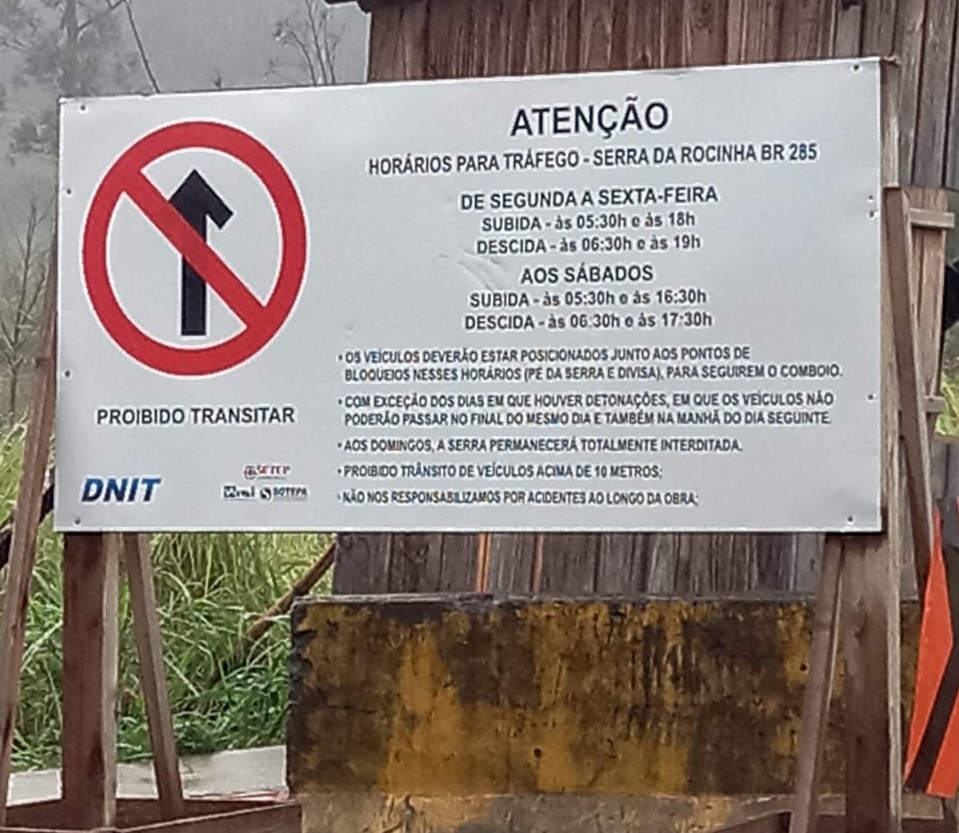 ATENÇÃO
HORÁRIOS PARA TRÁFEGO - SERRA DA ROCINHA BR 285
DE SEGUNDA A SEXTA-FEIRA
SUBIDA - às 05:30h e às 18h
DESCIDA - às 06:30h e às 19h
AOS SÁBADOS
SUBIDA - às 05:30h e às 16:30h
DESCIDA - às 06:30h e às 17:30h
• OS VEÍCULOS DEVERÃO ESTAR POSICIONADOS JUNTO AOS PONTOS DE
BLOQUEIOS NESSES HORÁRIOS (PÉ DA SERRA E DIVISA), PARA SEGUIREM O COMBOIO.
• COM EXCEÇÃO DOS DIAS EM QUE HOUVER DETONAÇÕES, EM QUE OS VEÍCULOS NÃO
PODERÃO PASSAR NO FINAL DO MESMO DIA E TAMBÉM NA MANHÃ DO DIA SEGUINTE.
• AOS DOMINGOS, A SERRA PERMANECERÁ TOTALMENTE INTERDITADA.
• PROIBIDO TRÂNSITO DE VEÍCULOS ACIMA DE 10 METROS;
• NÃO NOS RESPONSABILIZAMOS POR ACIDENTES AO LONGO DA OBRA;
PROIBIDO TRANSITAR
DNIT
SETEP
SOTEPA